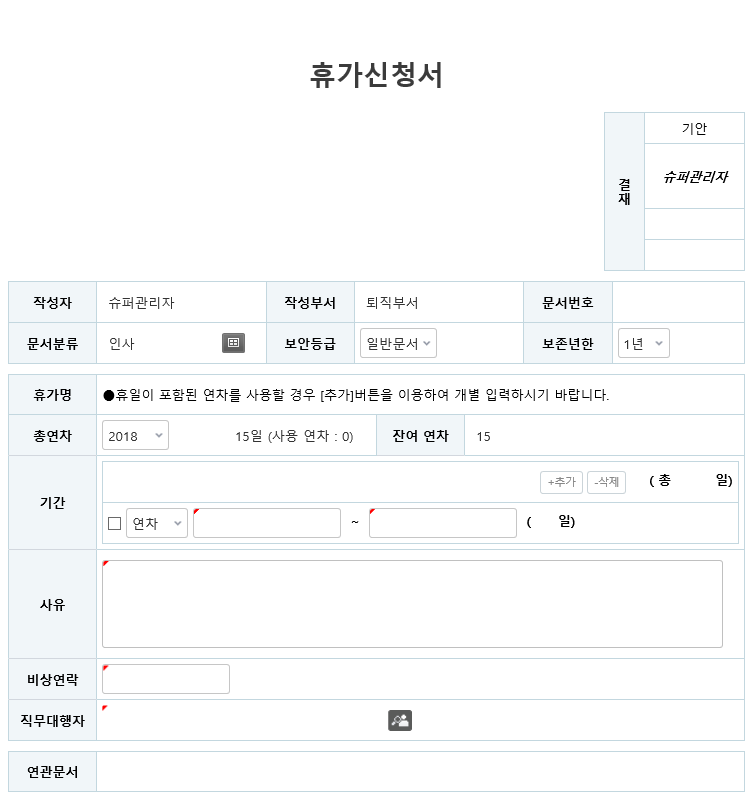 휴가신청서
결재
기안
슈퍼관리자
작성자 슈퍼관리자 작성부서 퇴직부서 문서번호
문서분류 인사 보안등급 일반문서 보존년한 1년
휴가명 ●휴일이 포함된 연차를 사용할 경우 [추가]버튼을 이용하여 개별 입력하시기 바랍니다.
총연차 2018 15일 (사용 연차 : 0) 잔여 연차 15
기간
+추가 -삭제 ( 총 일)
연차 ~ ( 일)
사유
비상연락
직무대행자
연관문서